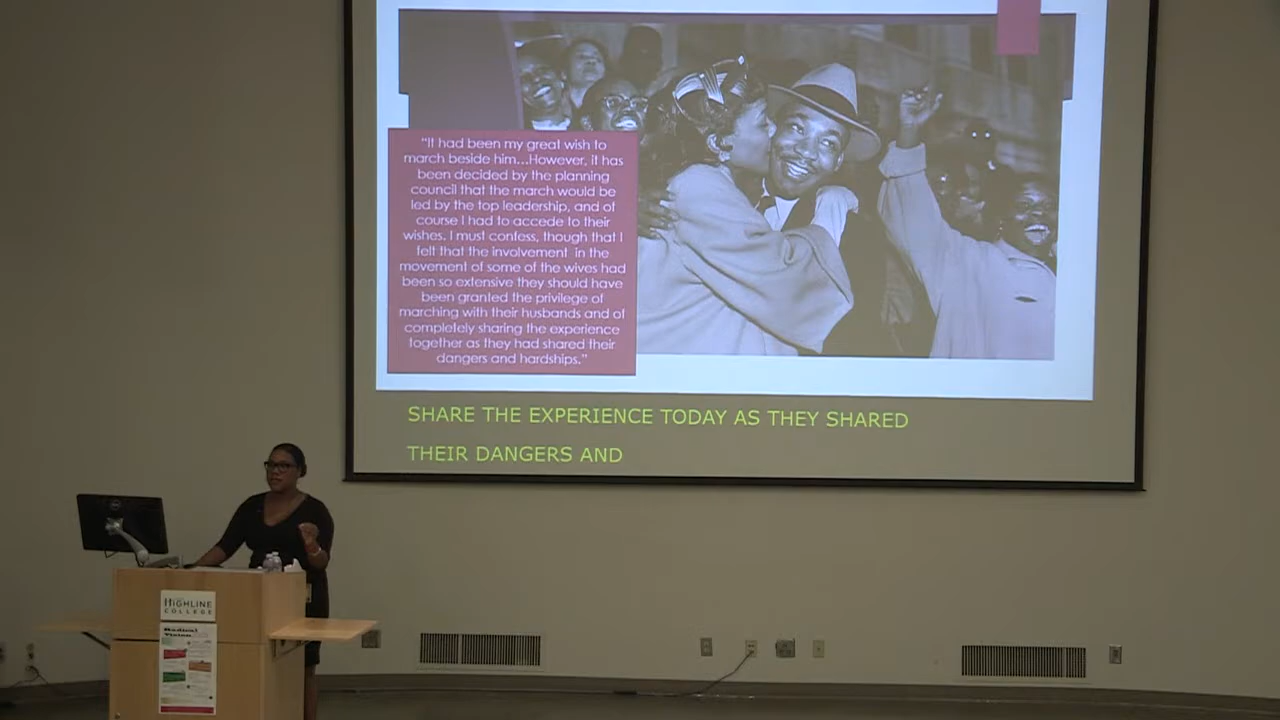 “It had been my great wish to
march beside him...However, it has
been decided by the planning
council that the march would be
led by the top leadership, and of
course I had to accede to their
wishes. I must confess, though that I
felt that the involvement in the
movement of some of the wives had
been so extensive they should have
been granted the privilege of
marching with their husbands and of
completely sharing the experience
together as they had shared their
dangers and hardships.”
SHARE THE EXPERIENCE TODAY AS THEY SHARED
THEIR DANGERS AND
HIGHLINE
COLLEGE
Radical
Vision